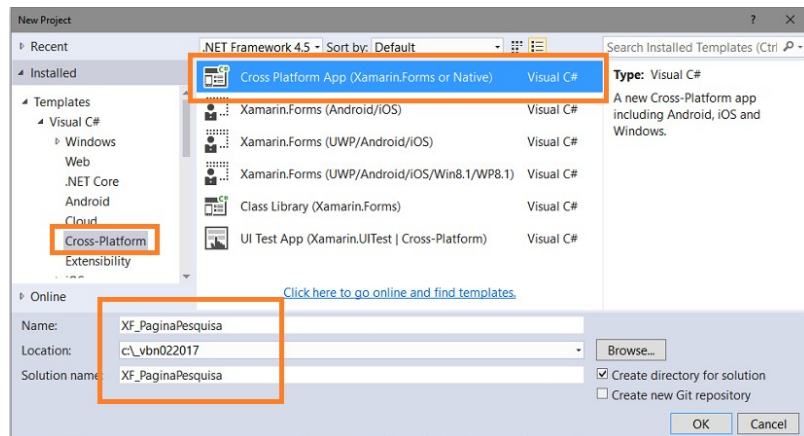 New Project ? ×
Recent
.NET Framework 4.5 Sort by: Default
Search Installed Templates (Ctrl
Installed
Templates
Visual C#
Windows
Web
.NET Core
Android
Cloud
Cross-Platform
Extensibility
Online
Cross Platform App (Xamarin.Forms or Native) Visual C#
Xamarin.Forms (Android/iOS) Visual C#
Xamarin.Forms (UWP/Android/iOS) Visual C#
Xamarin.Forms (UWP/Android/iOS/Win8.1/WP8.1) Visual C#
Class Library (Xamarin.Forms) Visual C#
UI Test App (Xamarin.UITest | Cross-Platform) Visual C#
Click here to go online and find templates.
Type: Visual C#
A new Cross-Platform app
including Android, iOS and
Windows.
Name: XF_PaginaPesquisa
Location: c:\_vbn022017 Browse...
Solution name: XF_PaginaPesquisa
Create directory for solution
Create new Git repository
OK Cancel